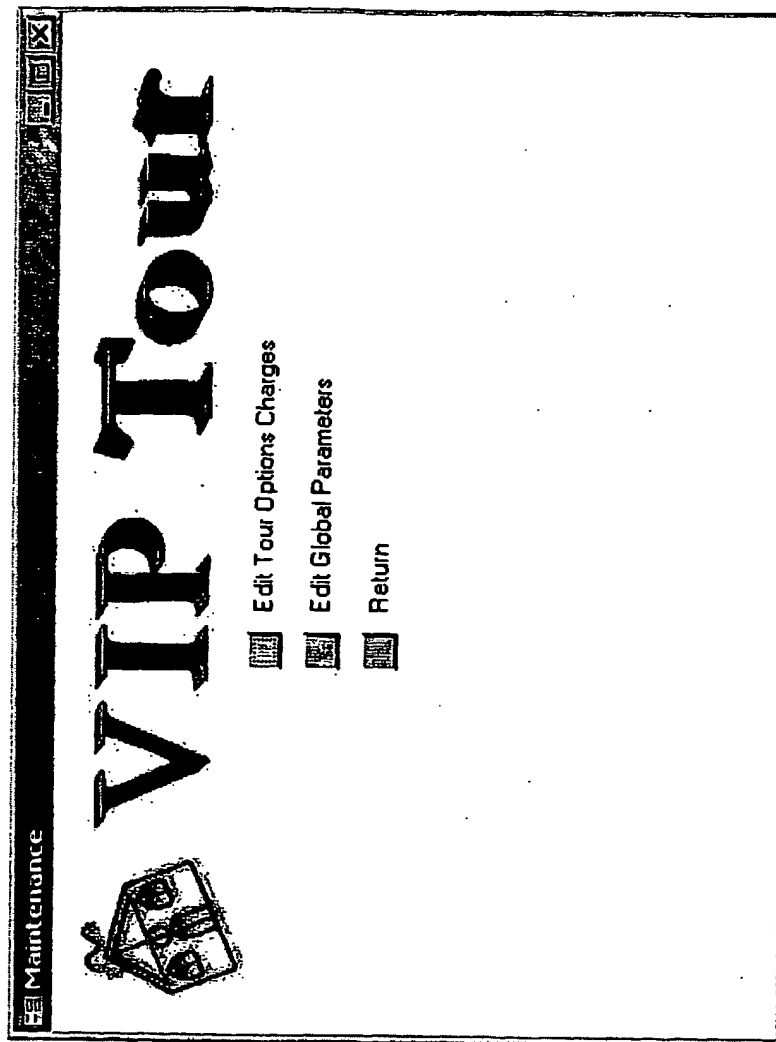 Maintenance
VIP Tour
Edit Tour Options Charges
Edit Global Parameters
Return